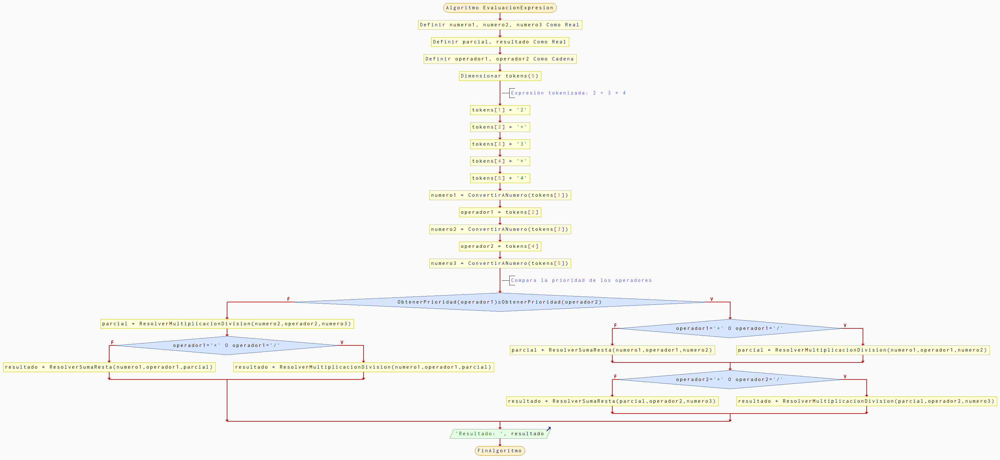 Algoritmo EvaluacionExpresion
Definir numero1, numero2, numero3 Como Real
Definir parcial, resultado Como Real
Definir operador1, operador2 Como Cadena
Dimensionar tokens(5)
Expresión tokenizada: 2 + 3 * 4
tokens[1] ← '2'
tokens[2] ← '+'
tokens[3] ← '3'
tokens[4] ← '*'
tokens[5] ← '4'
numero1 ← ConvertirANumero(tokens[1])
operador1 ← tokens[2]
numero2 ← ConvertirANumero(tokens[3])
operador2 ← tokens[4]
numero3 ← ConvertirANumero(tokens[5])
Compara la prioridad de los operadores
ObtenerPrioridad(operador1)≥ObtenerPrioridad(operador2)
F
V
parcial ← ResolverMultiplicacionDivision(numero2,operador2,numero3)
operador1='*' O operador1='/'
F
V
resultado ← ResolverSumaResta(numero1,operador1,parcial)
resultado ← ResolverMultiplicacionDivision(numero1,operador1,parcial)
operador1='*' O operador1='/'
F
V
parcial ← ResolverSumaResta(numero1,operador1,numero2)
parcial ← ResolverMultiplicacionDivision(numero1,operador1,numero2)
operador2='*' O operador2='/'
F
V
resultado ← ResolverSumaResta(parcial,operador2,numero3)
resultado ← ResolverMultiplicacionDivision(parcial,operador2,numero3)
'Resultado: ', resultado
FinAlgoritmo